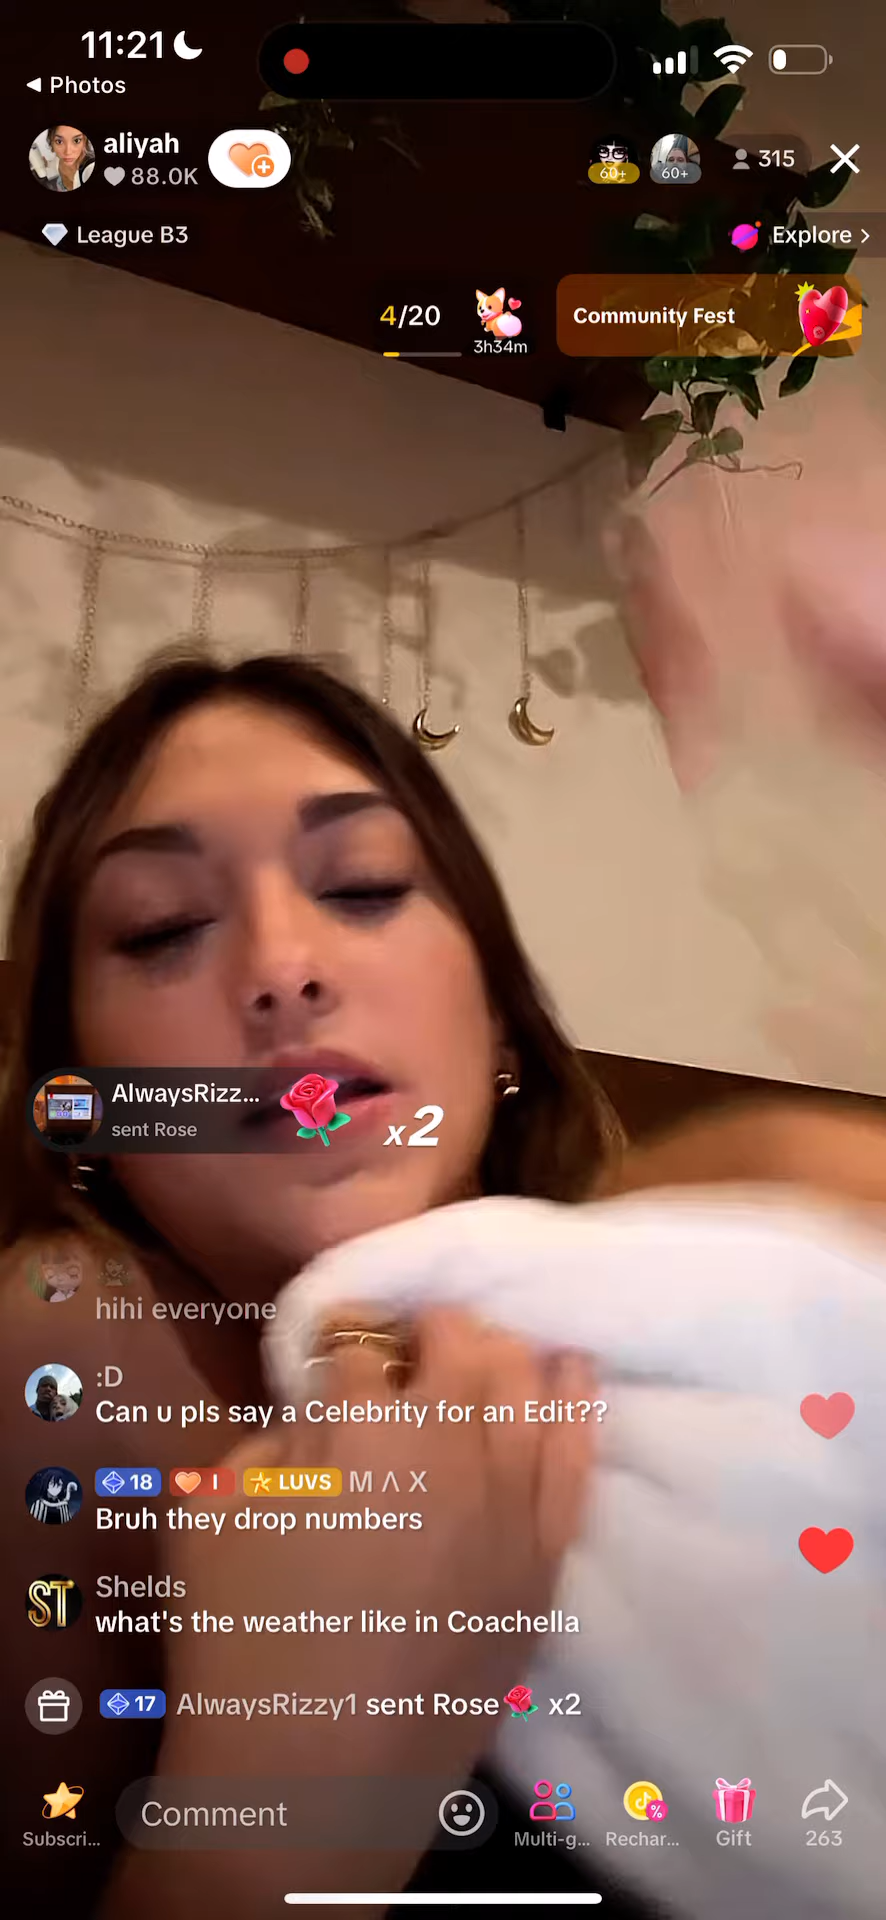 11:21
Photos
aliyah
88.0K
60+
60+
315
League B3
Explore
4/20
3h34m
Community Fest
AlwaysRizz...
sent Rose
x2
hihi everyone
:D
Can u pls say a Celebrity for an Edit??
18 I LUVS M Λ X
Bruh they drop numbers
ST
Shelds
what's the weather like in Coachella
17 AlwaysRizzy1 sent Rose x2
Comment
Subscri...
Multi-g...
Rechar...
Gift
263